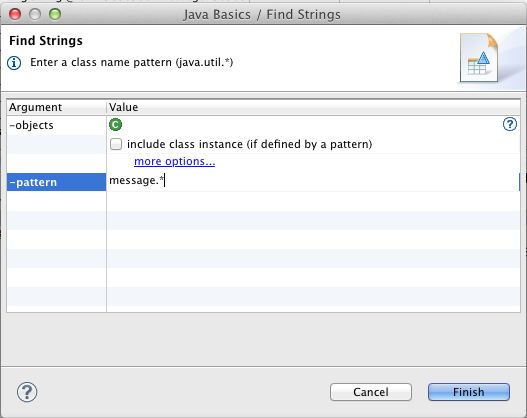 Java Basics / Find Strings
Find Strings
Enter a class name pattern (java.util.*)
Argument Value
-objects C ?
include class instance (if defined by a pattern)
more options...
-pattern message.*
? Cancel Finish